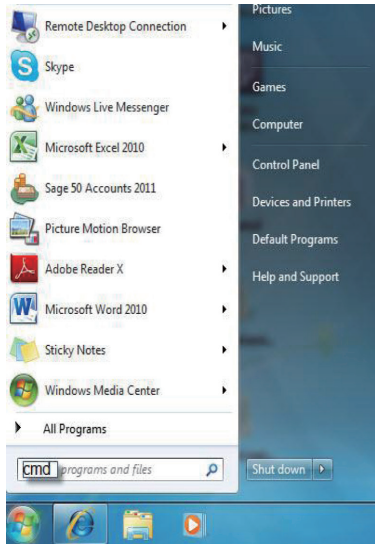 Remote Desktop Connection
Skype
Windows Live Messenger
Microsoft Excel 2010
Sage 50 Accounts 2011
Picture Motion Browser
Adobe Reader X
Microsoft Word 2010
Sticky Notes
Windows Media Center
All Programs
cmd programs and files
Pictures
Music
Games
Computer
Control Panel
Devices and Printers
Default Programs
Help and Support
Shut down